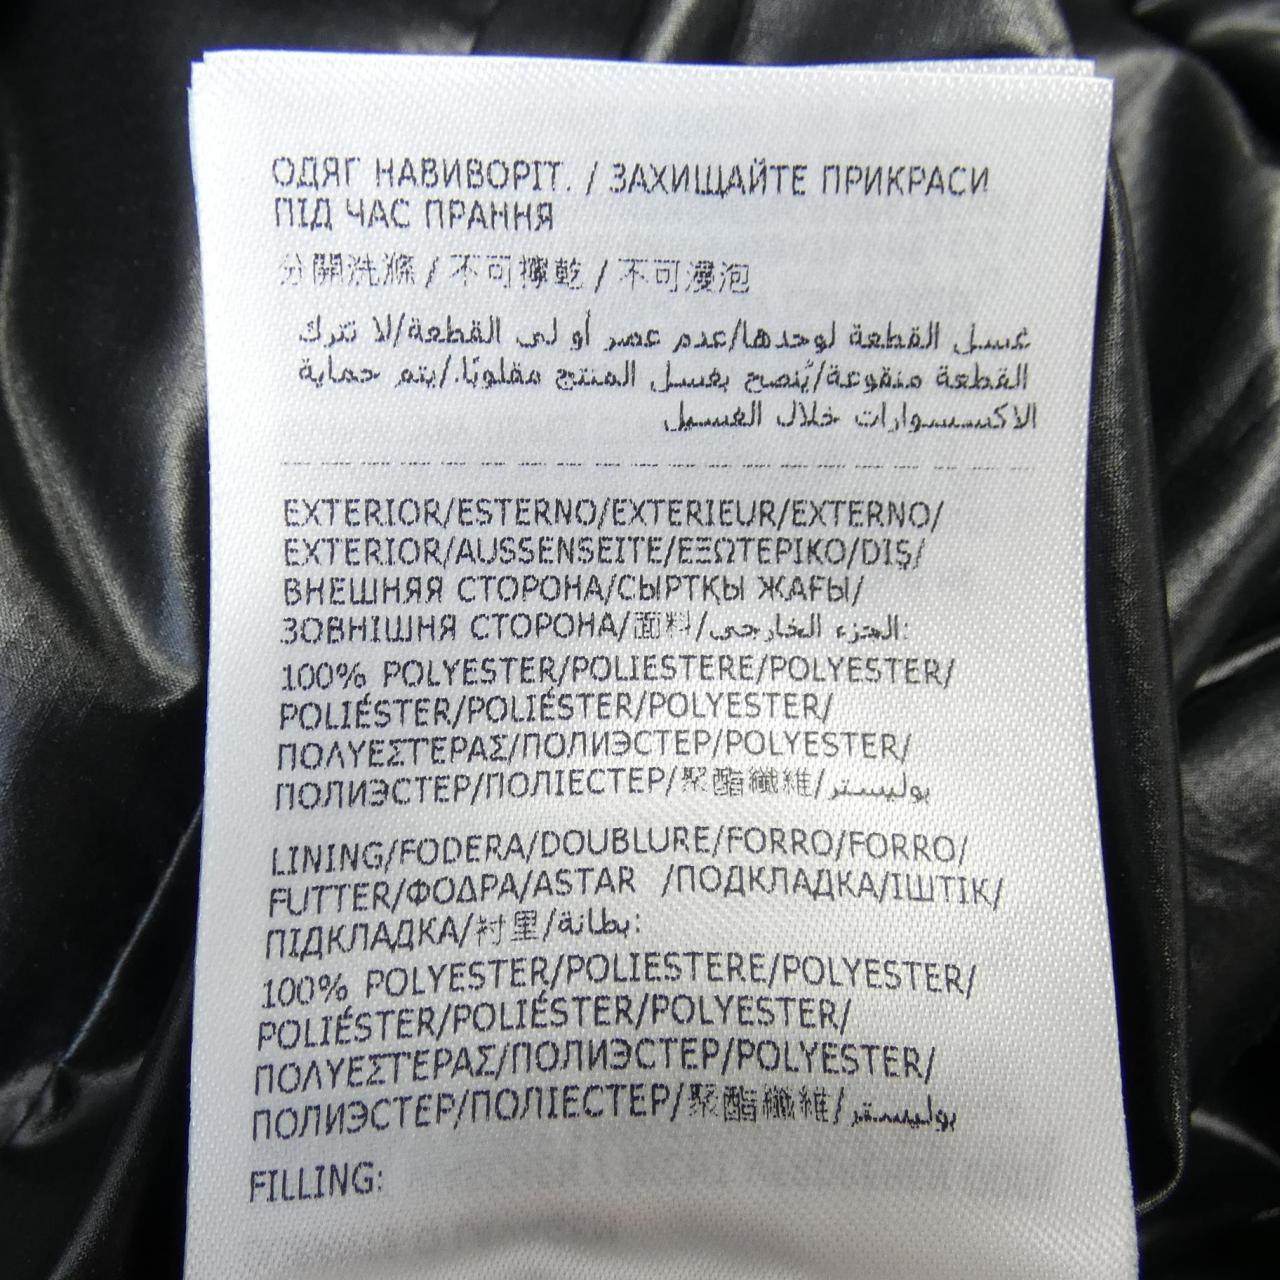 ОДЯГ НАВИВОРІТ. / ЗАХИЩАЙТЕ ПРИКРАСИ
ПІД ЧАС ПРАННЯ
分開洗滌 / 不可擰乾 / 不可浸泡
غسل القطعة لوحدها/عدم عصر أو لى القطعة/لا تترك
القطعة منقوعة/يُنصح بغسل المنتج مقلوبًا./يتم حماية
الاكسسوارات خلال الغسيل
EXTERIOR/ESTERNO/EXTERIEUR/EXTERNO/
EXTERIOR/AUSSENSEITE/ΕΞΩΤΕΡΙΚΟ/DIŞ/
ВНЕШНЯЯ СТОРОНА/СЫРТҚЫ ЖАҒЫ/
ЗОВНІШНЯ СТОРОНА/面料/الجزء الخارجى:
100% POLYESTER/POLIESTERE/POLYESTER/
POLIÉSTER/POLIÉSTER/POLYESTER/
ΠΟΛΥΕΣΤΕΡΑΣ/ПОЛИЭСТЕР/POLYESTER/
ПОЛИЭСТЕР/ПОЛІЕСТЕР/聚酯纖維/بوليستر
LINING/FODERA/DOUBLURE/FORRO/FORRO/
FUTTER/ΦΟΔΡΑ/ASTAR /ПОДКЛАДКА/ІШТІК/
ПІДКЛАДКА/衬里/بطانة:
100% POLYESTER/POLIESTERE/POLYESTER/
POLIÉSTER/POLIÉSTER/POLYESTER/
ΠΟΛΥΕΣΤΕΡΑΣ/ПОЛИЭСТЕР/POLYESTER/
ПОЛИЭСТЕР/ПОЛІЕСТЕР/聚酯纖維/بوليستر
FILLING: